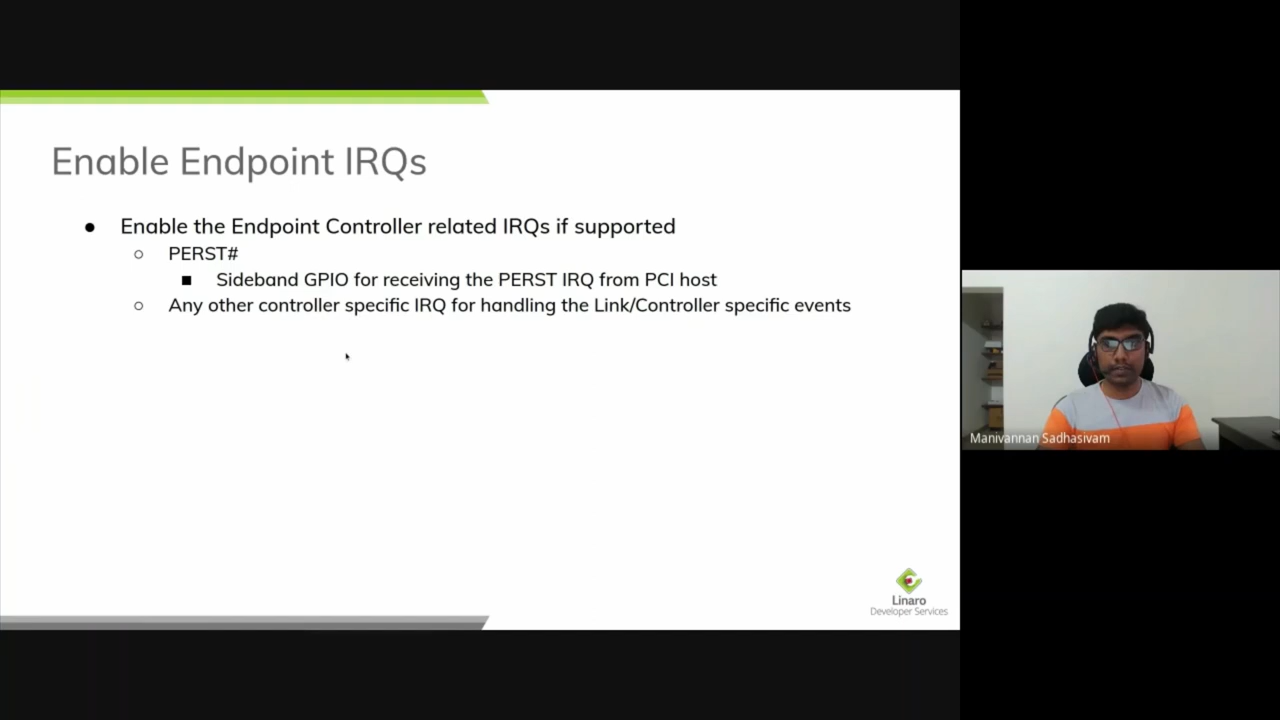 Enable Endpoint IRQs
● Enable the Endpoint Controller related IRQs if supported
○ PERST#
■ Sideband GPIO for receiving the PERST IRQ from PCI host
○ Any other controller specific IRQ for handling the Link/Controller specific events
Manivannan Sadhasivam
Linaro
Developer Services